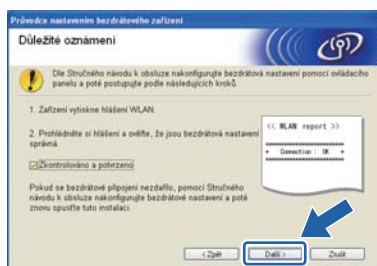 Průvodce nastavením bezdrátového zařízení
Důležité oznámení
Dle Stručného návodu k obsluze nakonfigurujte bezdrátová nastavení pomocí ovládacího
panelu a poté postupujte podle následujících kroků.
1. Zařízení vytiskne hlášení WLAN.
2. Prohlédněte si hlášení a ověřte, že jsou bezdrátová nastavení
správná.
Zkontrolováno a potvrzeno
<< WLAN report >>
Connection : OK
Pokud se bezdrátové připojení nezdařilo, pomocí Stručného
návodu k obsluze nakonfigurujte bezdrátové nastavení a poté
znovu spusťte tuto instalaci.
< Zpět
Další >
Zrušit